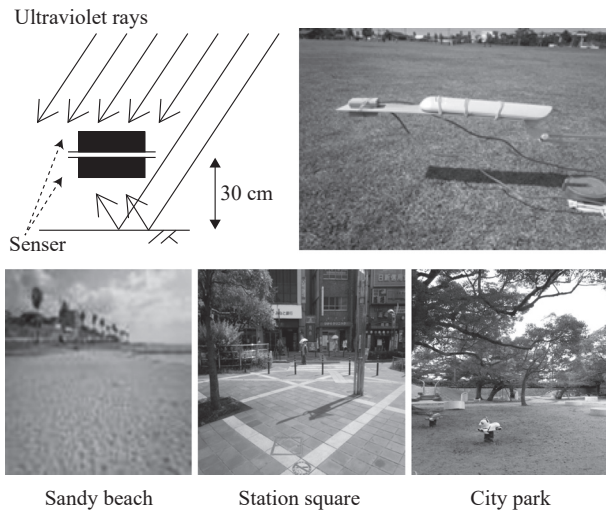 Ultraviolet rays
30 cm
Senser
Sandy beach
Station square
City park